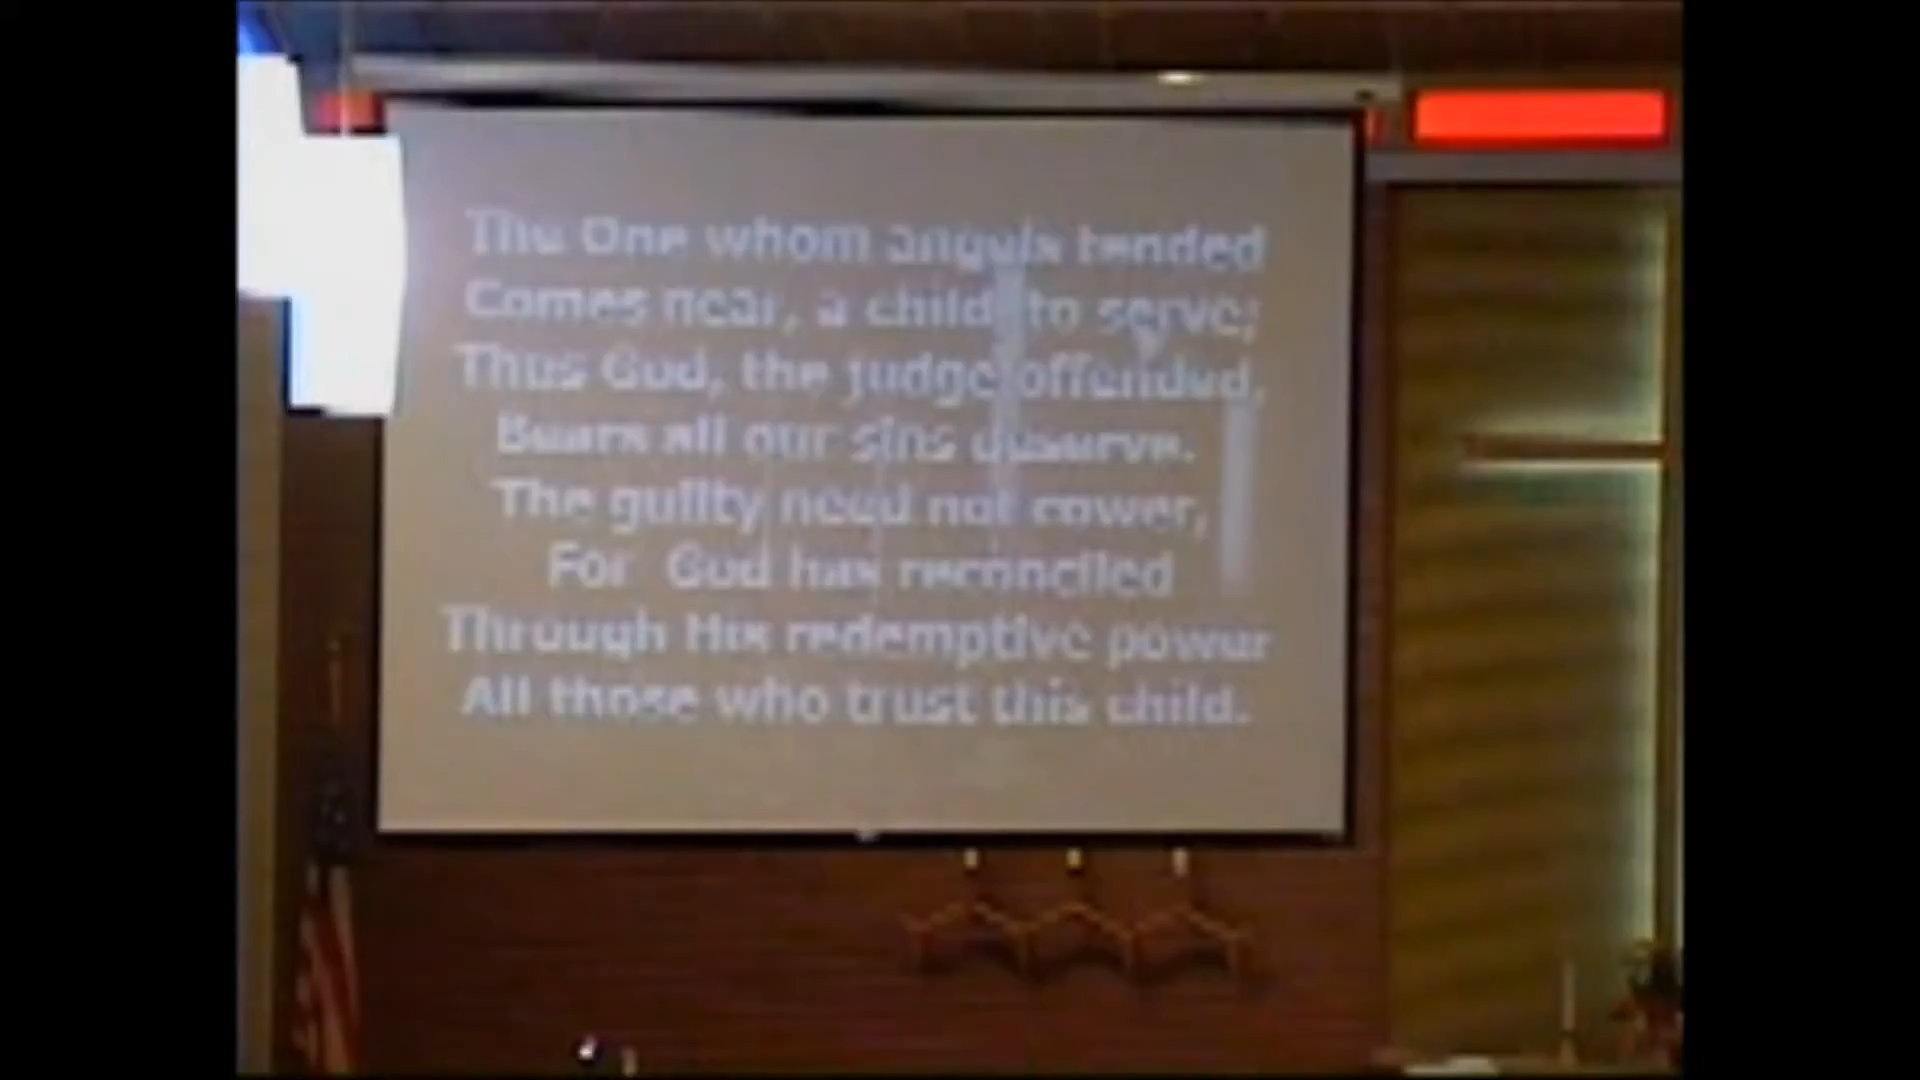 The One whom angels tended
Comes near, a child, to serve;
Thus God, the judge offended,
Bears all our sins deserve.
The guilty need not cower,
For God has reconciled
Through His redemptive power
All those who trust this child.